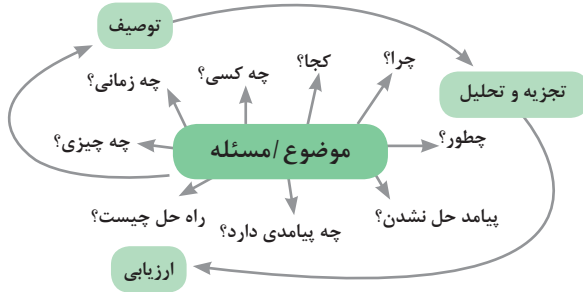 توصیف
کجا؟
چرا؟
چه کسی؟
چه زمانی؟
تجزیه و تحلیل
چطور؟
موضوع/مسئله
چه چیزی؟
پیامد حل نشدن؟
چه پیامدی دارد؟
راه حل چیست؟
ارزیابی